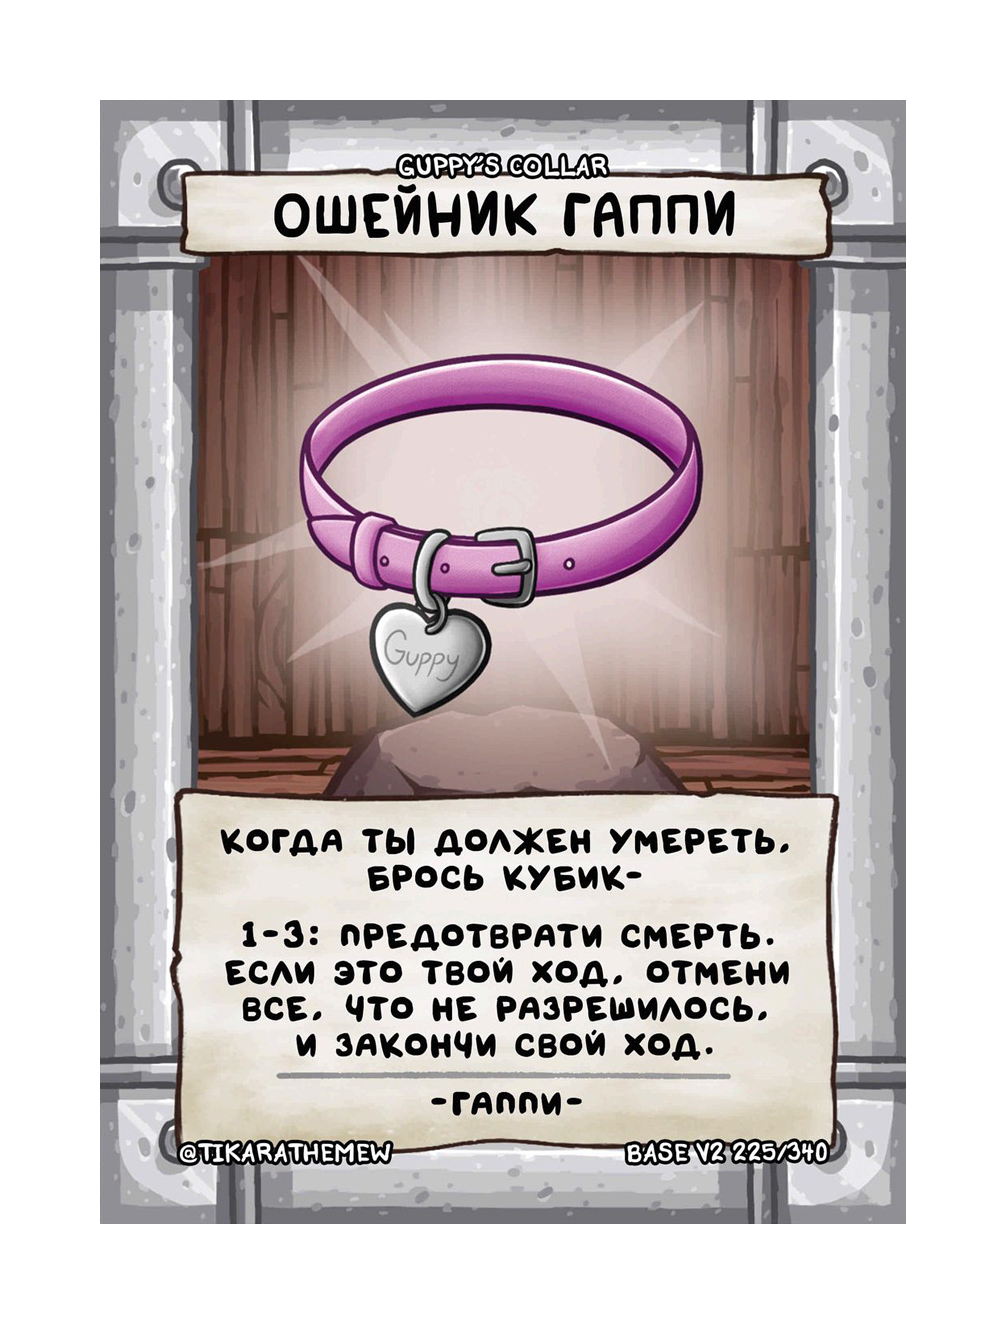 GUPPY'S COLLAR
ОШЕЙНИК ГАППИ
Guppy
КОГДА ТЫ ДОЛЖЕН УМЕРЕТЬ,
БРОСЬ КУБИК-
1-3: ПРЕДОТВРАТИ СМЕРТЬ.
ЕСЛИ ЭТО ТВОЙ ХОД, ОТМЕНИ
ВСЕ, ЧТО НЕ РАЗРЕШИЛОСЬ,
И ЗАКОНЧИ СВОЙ ХОД.
-ГАППИ-
@TIKARATHEMEW
BASE V2 225/340